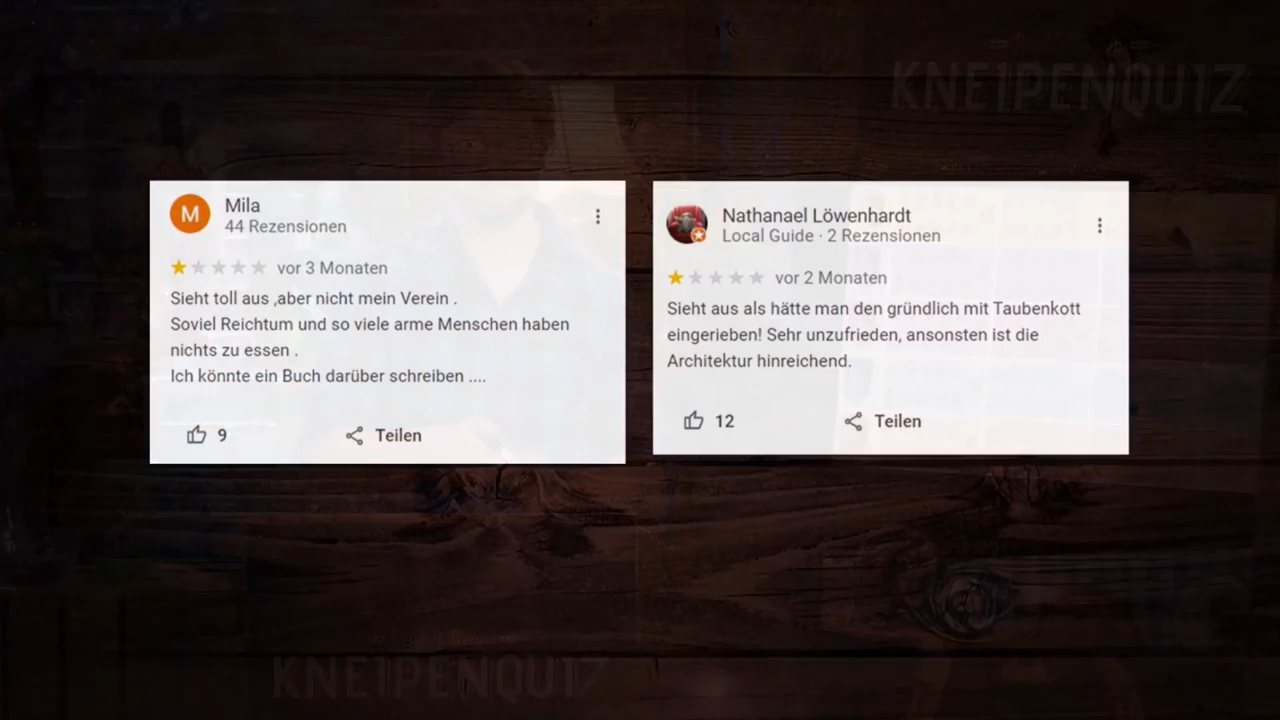 KNEIPENQUIZ
Mila
44 Rezensionen
vor 3 Monaten
Sieht toll aus ,aber nicht mein Verein .
Soviel Reichtum und so viele arme Menschen haben
nichts zu essen .
Ich könnte ein Buch darüber schreiben ....
9 Teilen
Nathanael Löwenhardt
Local Guide · 2 Rezensionen
vor 2 Monaten
Sieht aus als hätte man den gründlich mit Taubenkott
eingerieben! Sehr unzufrieden, ansonsten ist die
Architektur hinreichend.
12 Teilen
KNEIPENQUIZ